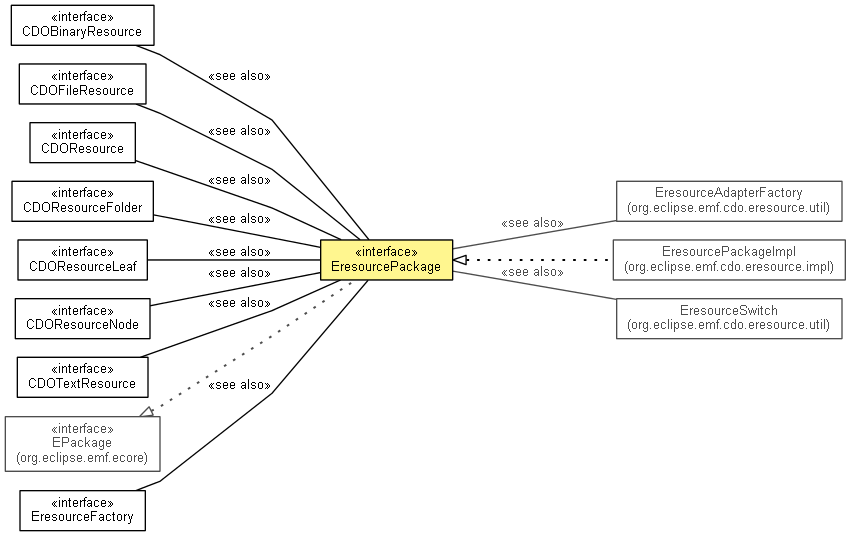 «interface»
CDOBinaryResource
«see also»
«interface»
CDOFileResource
«see also»
«interface»
CDOResource
«see also»
«interface»
CDOResourceFolder
«see also»
«interface»
CDOResourceLeaf
«see also»
«interface»
CDOResourceNode
«see also»
«interface»
CDOTextResource
«see also»
«interface»
EPackage
(org.eclipse.emf.ecore)
«interface»
EresourceFactory
«see also»
«interface»
EresourcePackage
«see also»
EresourceAdapterFactory
(org.eclipse.emf.cdo.eresource.util)
EresourcePackageImpl
(org.eclipse.emf.cdo.eresource.impl)
«see also»
EresourceSwitch
(org.eclipse.emf.cdo.eresource.util)